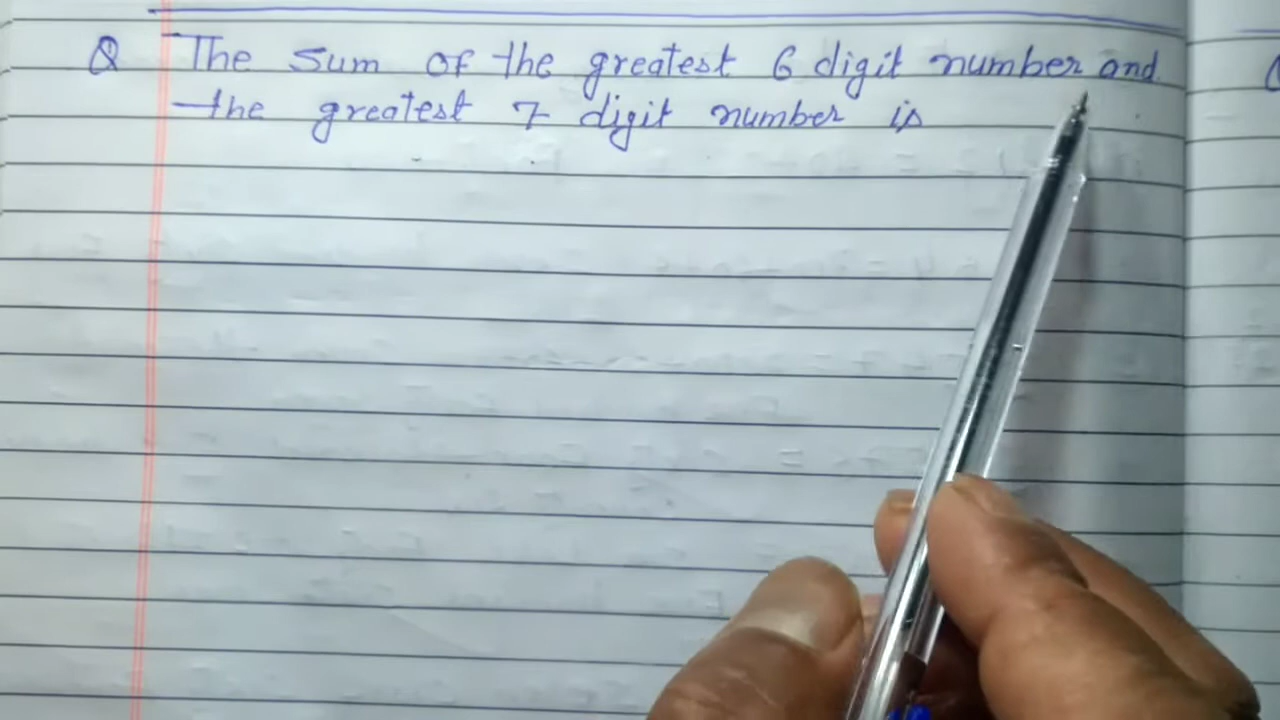 Q The Sum of the greatest 6 digit number and
the greatest 7 digit number is